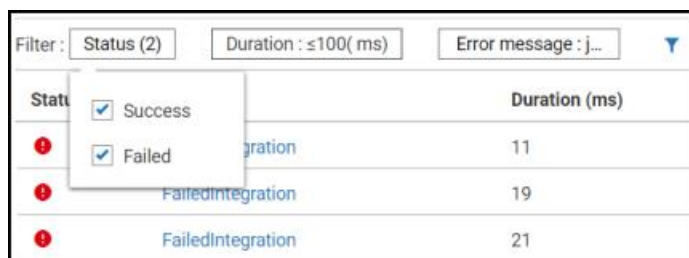 Filter : Status (2) Duration : ≤100( ms) Error message : j...
Statu Duration (ms)
Success
gration 11
Failed
FailedIntegration 19
FailedIntegration 21